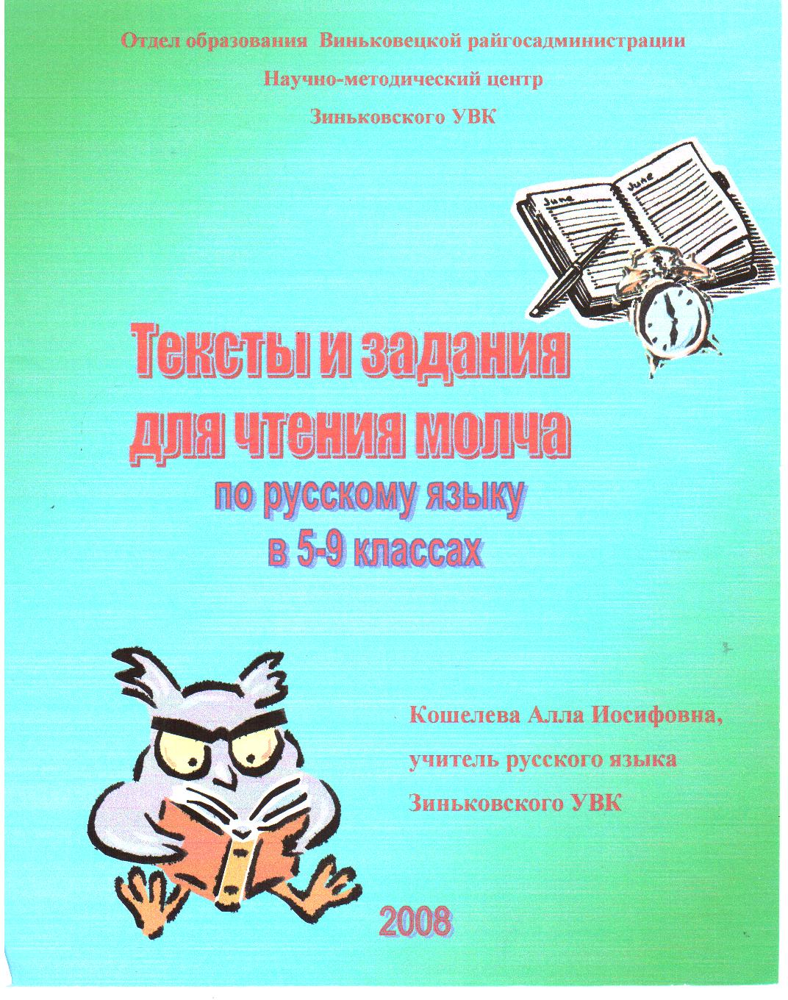 Отдел образования Виньковецкой райгосадминистрации
Научно-методический центр
Зиньковского УВК
June
June
Тексты и задания
для чтения молча
по русскому языку
в 5-9 классах
Кошелева Алла Иосифовна,
учитель русского языка
Зиньковского УВК
2008